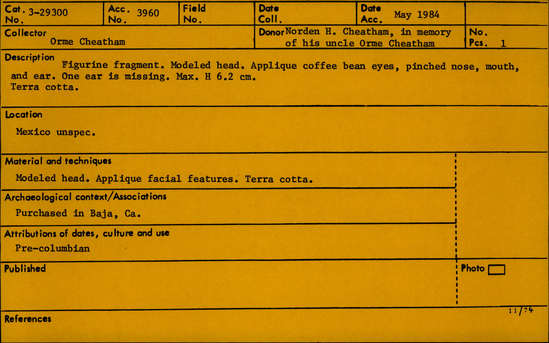 Cat. No. 3-29300 Acc. No. 3960 Field No. Date Coll. Date Acc. May 1984
Collector Orme Cheatham Donor Norden H. Cheatham, in memory of his uncle Orme Cheatham No. Pcs. 1
Description
Figurine fragment. Modeled head. Applique coffee bean eyes, pinched nose, mouth,
and ear. One ear is missing. Max. H 6.2 cm.
Terra cotta.
Location
Mexico unspec.
Material and techniques
Modeled head. Applique facial features. Terra cotta.
Archaeological context/Associations
Purchased in Baja, Ca.
Attributions of dates, culture and use
Pre-columbian
Published Photo
11/74
References